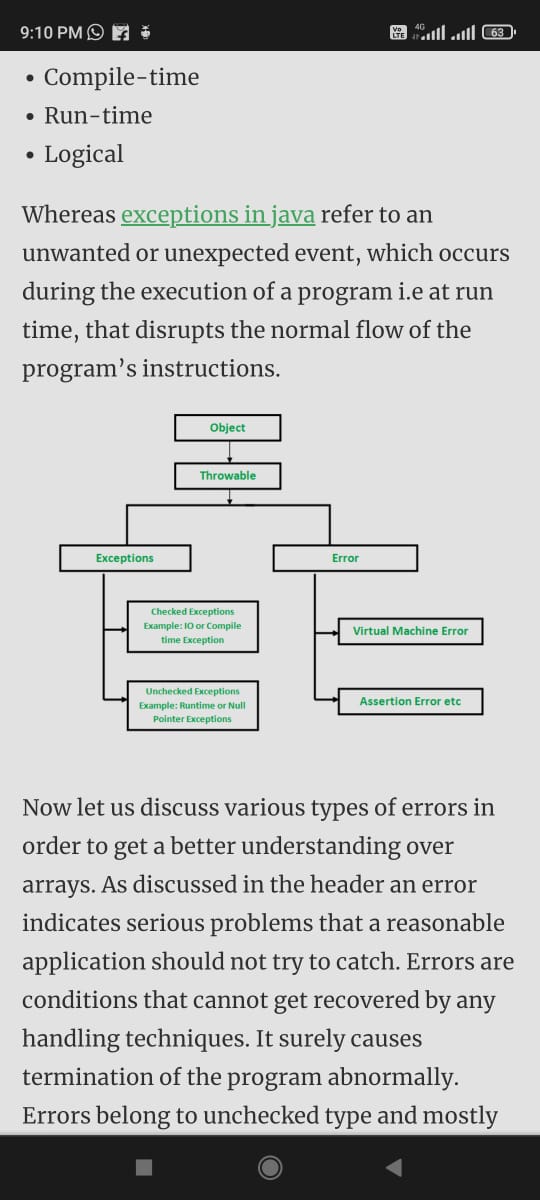 9:10 PM
Vo LTE 4G 63
• Compile-time
• Run-time
• Logical
Whereas exceptions in java refer to an
unwanted or unexpected event, which occurs
during the execution of a program i.e at run
time, that disrupts the normal flow of the
program’s instructions.
Object
Throwable
Exceptions
Error
Checked Exceptions
Example: IO or Compile
time Exception
Virtual Machine Error
Unchecked Exceptions
Example: Runtime or Null
Pointer Exceptions
Assertion Error etc
Now let us discuss various types of errors in
order to get a better understanding over
arrays. As discussed in the header an error
indicates serious problems that a reasonable
application should not try to catch. Errors are
conditions that cannot get recovered by any
handling techniques. It surely causes
termination of the program abnormally.
Errors belong to unchecked type and mostly